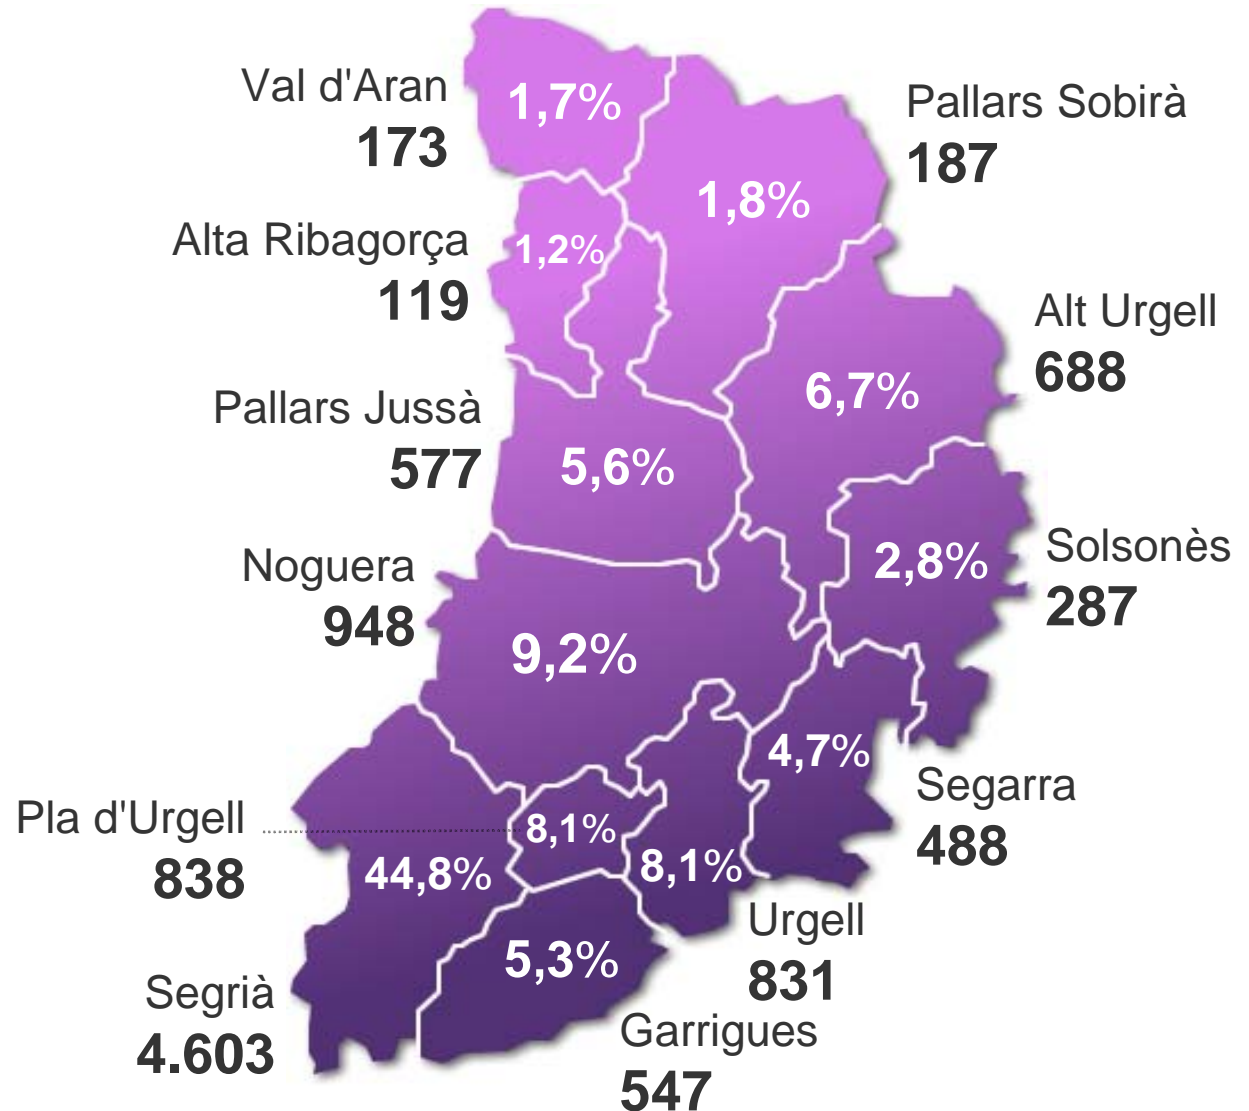 Val d'Aran
173
1,7%
Pallars Sobirà
187
1,8%
Alta Ribagorça
119
1,2%
Alt Urgell
688
6,7%
Pallars Jussà
577
5,6%
Solsonès
287
2,8%
Noguera
948
9,2%
Segarra
488
4,7%
Pla d'Urgell
838
8,1%
Urgell
831
8,1%
Segrià
4.603
44,8%
Garrigues
547
5,3%